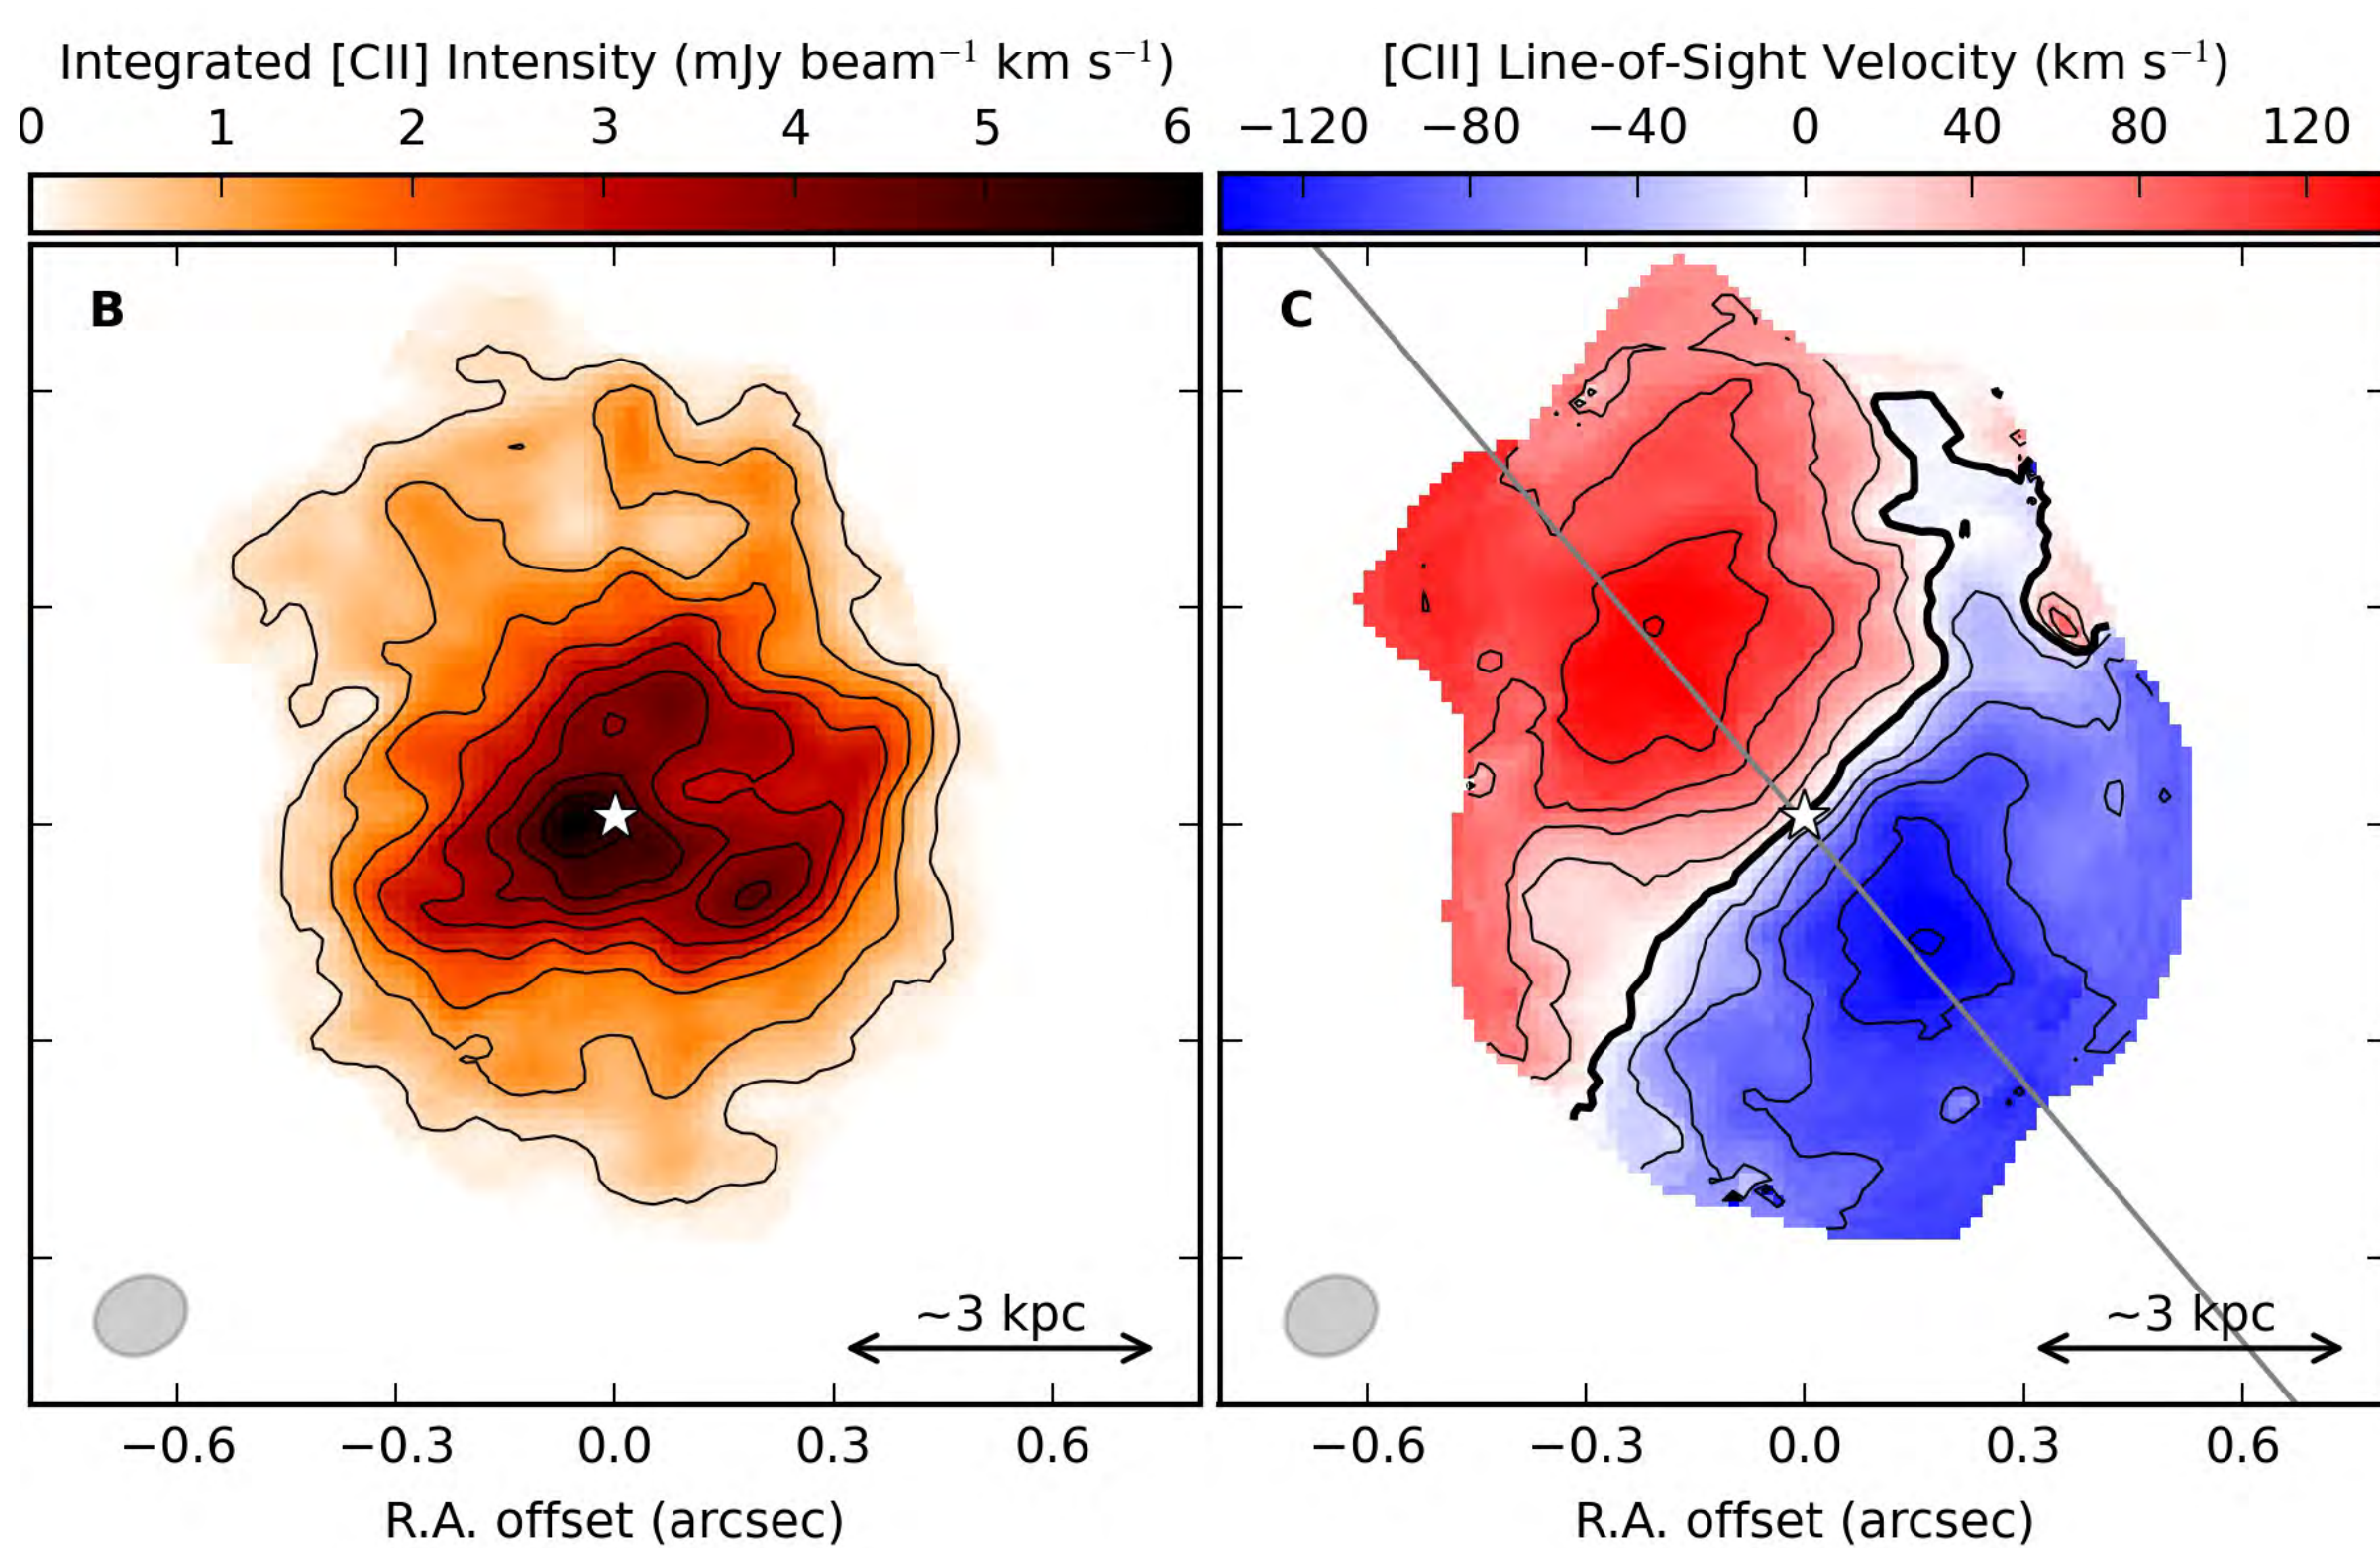 Integrated [CII] Intensity (mJy beam⁻¹ km s⁻¹)
0 1 2 3 4 5 6
B
~3 kpc
−0.6 −0.3 0.0 0.3 0.6
R.A. offset (arcsec)
[CII] Line-of-Sight Velocity (km s⁻¹)
−120 −80 −40 0 40 80 120
C
~3 kpc
−0.6 −0.3 0.0 0.3 0.6
R.A. offset (arcsec)